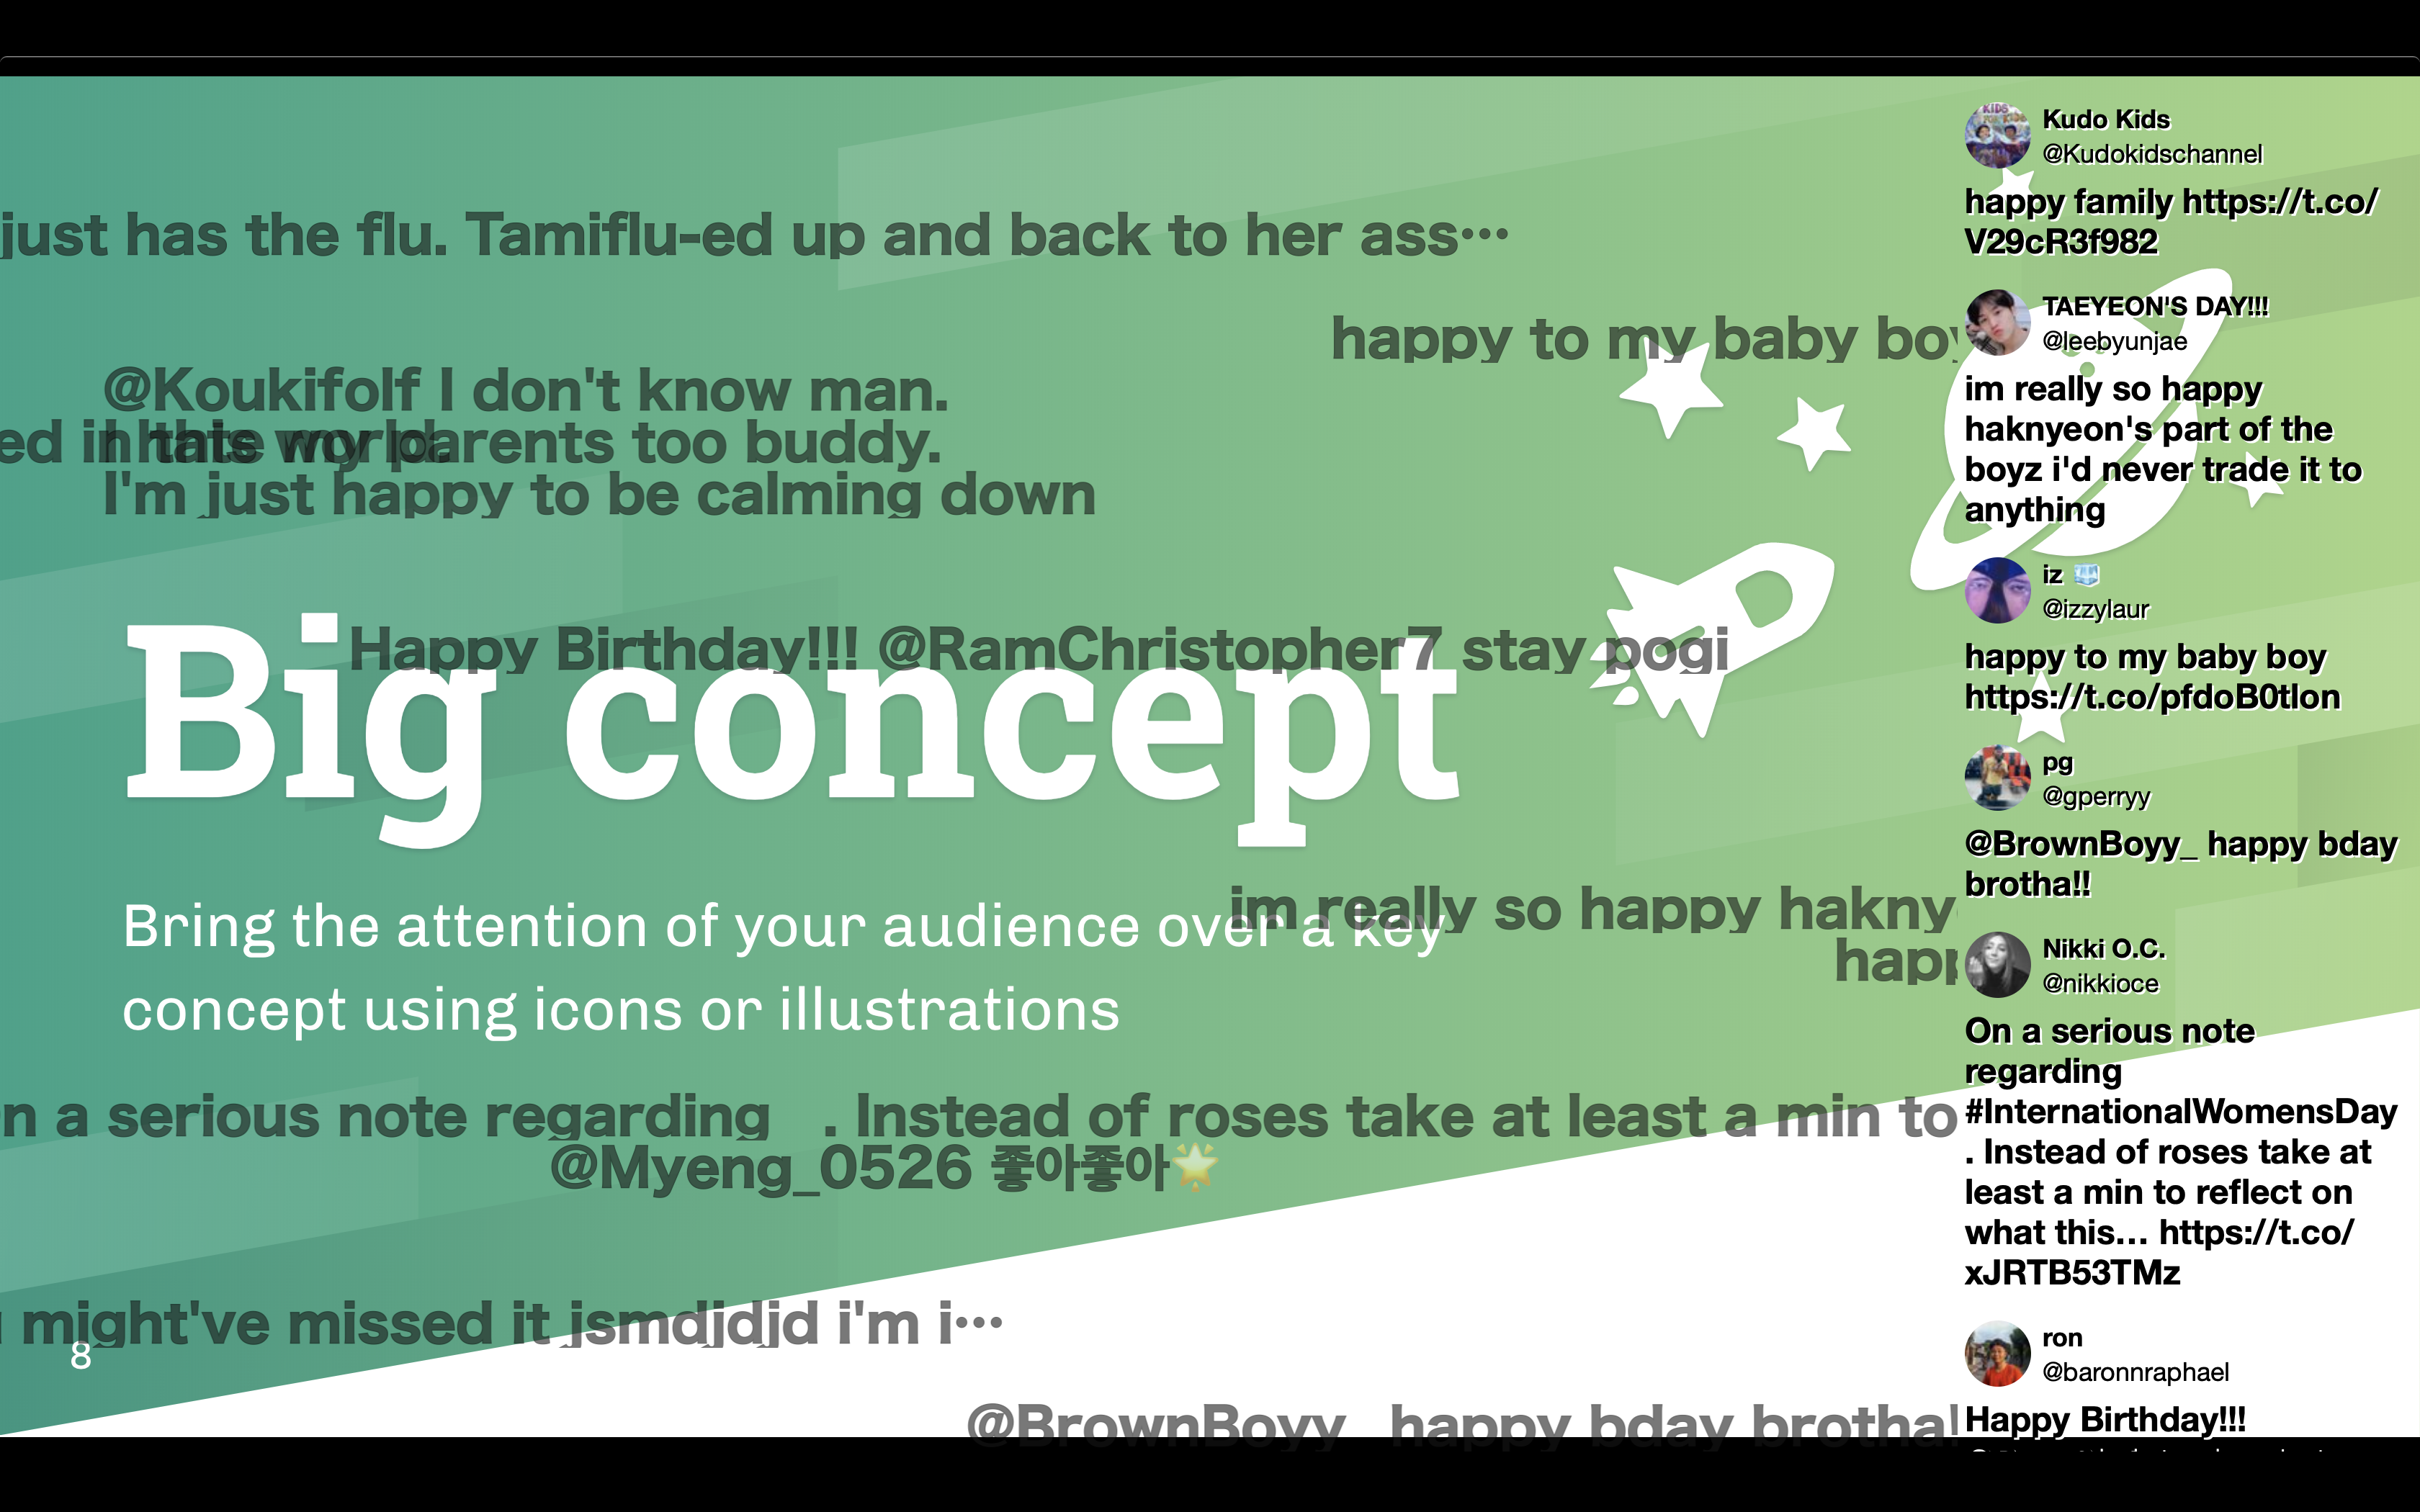 just has the flu. Tamiflu-ed up and back to her ass…
happy to my baby boy
@Koukifolf I don't know man.
ed in this world.
I hate my parents too buddy.
I'm just happy to be calming down
Happy Birthday!!! @RamChristopher7 stay pogi
Big concept
im really so happy hakny
Bring the attention of your audience over a key
concept using icons or illustrations
a serious note regarding . Instead of roses take at least a min to
@Myeng_0526 좋아좋아🌟
might've missed it jsmdjdjd i'm i…
8
@BrownBoyy_ happy bday brotha!
Kudo Kids
@Kudokidschannel
happy family https://t.co/
V29cR3f982
TAEYEON'S DAY!!!
@leebyunjae
im really so happy
haknyeon's part of the
boyz i'd never trade it to
anything
iz 🧊
@izzylaur
happy to my baby boy
https://t.co/pfdoB0tlon
pg
@gperryy
@BrownBoyy_ happy bday
brotha!!
Nikki O.C.
@nikkioce
On a serious note
regarding
#InternationalWomensDay
. Instead of roses take at
least a min to reflect on
what this… https://t.co/
xJRTB53TMz
ron
@baronnraphael
Happy Birthday!!!